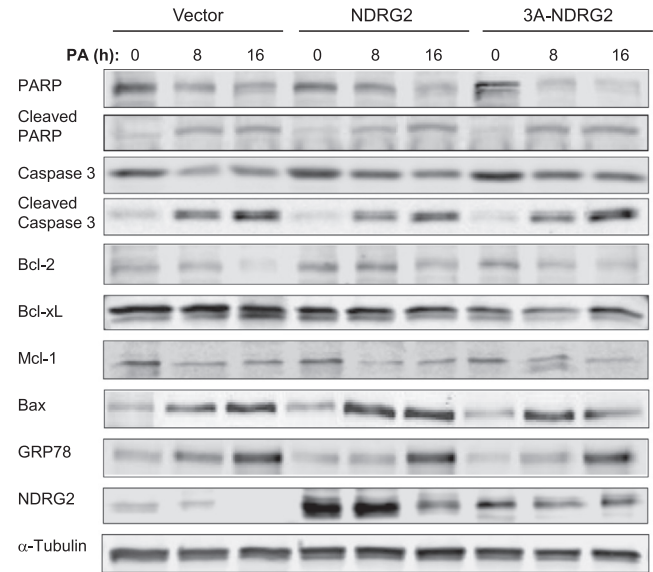 Vector NDRG2 3A-NDRG2
PA (h): 0 8 16 0 8 16 0 8 16
PARP
Cleaved
PARP
Caspase 3
Cleaved
Caspase 3
Bcl-2
Bcl-xL
Mcl-1
Bax
GRP78
NDRG2
α-Tubulin